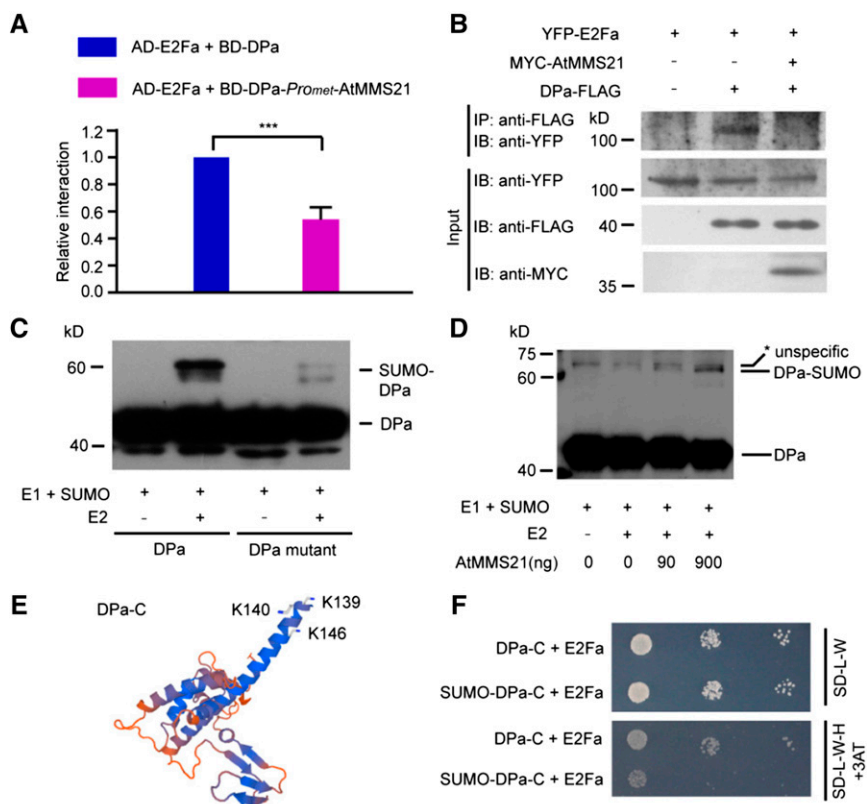 A
AD-E2Fa + BD-DPa
AD-E2Fa + BD-DPa-Promet-AtMMS21
Relative interaction
1.2
1.0
0.8
0.6
0.4
0.2
0.0
***
B
YFP-E2Fa + + +
MYC-AtMMS21 - - +
DPa-FLAG - + +
IP: anti-FLAG kD
IB: anti-YFP 100
Input
IB: anti-YFP 100
IB: anti-FLAG 40
IB: anti-MYC
35
C
kD
60
40
SUMO-
DPa
DPa
E1 + SUMO + + + +
E2 - + - +
DPa DPa mutant
D
kD
75
60
40
* unspecific
DPa-SUMO
DPa
E1 + SUMO + + + +
E2 - + + +
AtMMS21(ng) 0 0 90 900
E
DPa-C
K140
K139
K146
F
DPa-C + E2Fa
SUMO-DPa-C + E2Fa
SD-L-W
DPa-C + E2Fa
SUMO-DPa-C + E2Fa
SD-L-W-H
+3AT